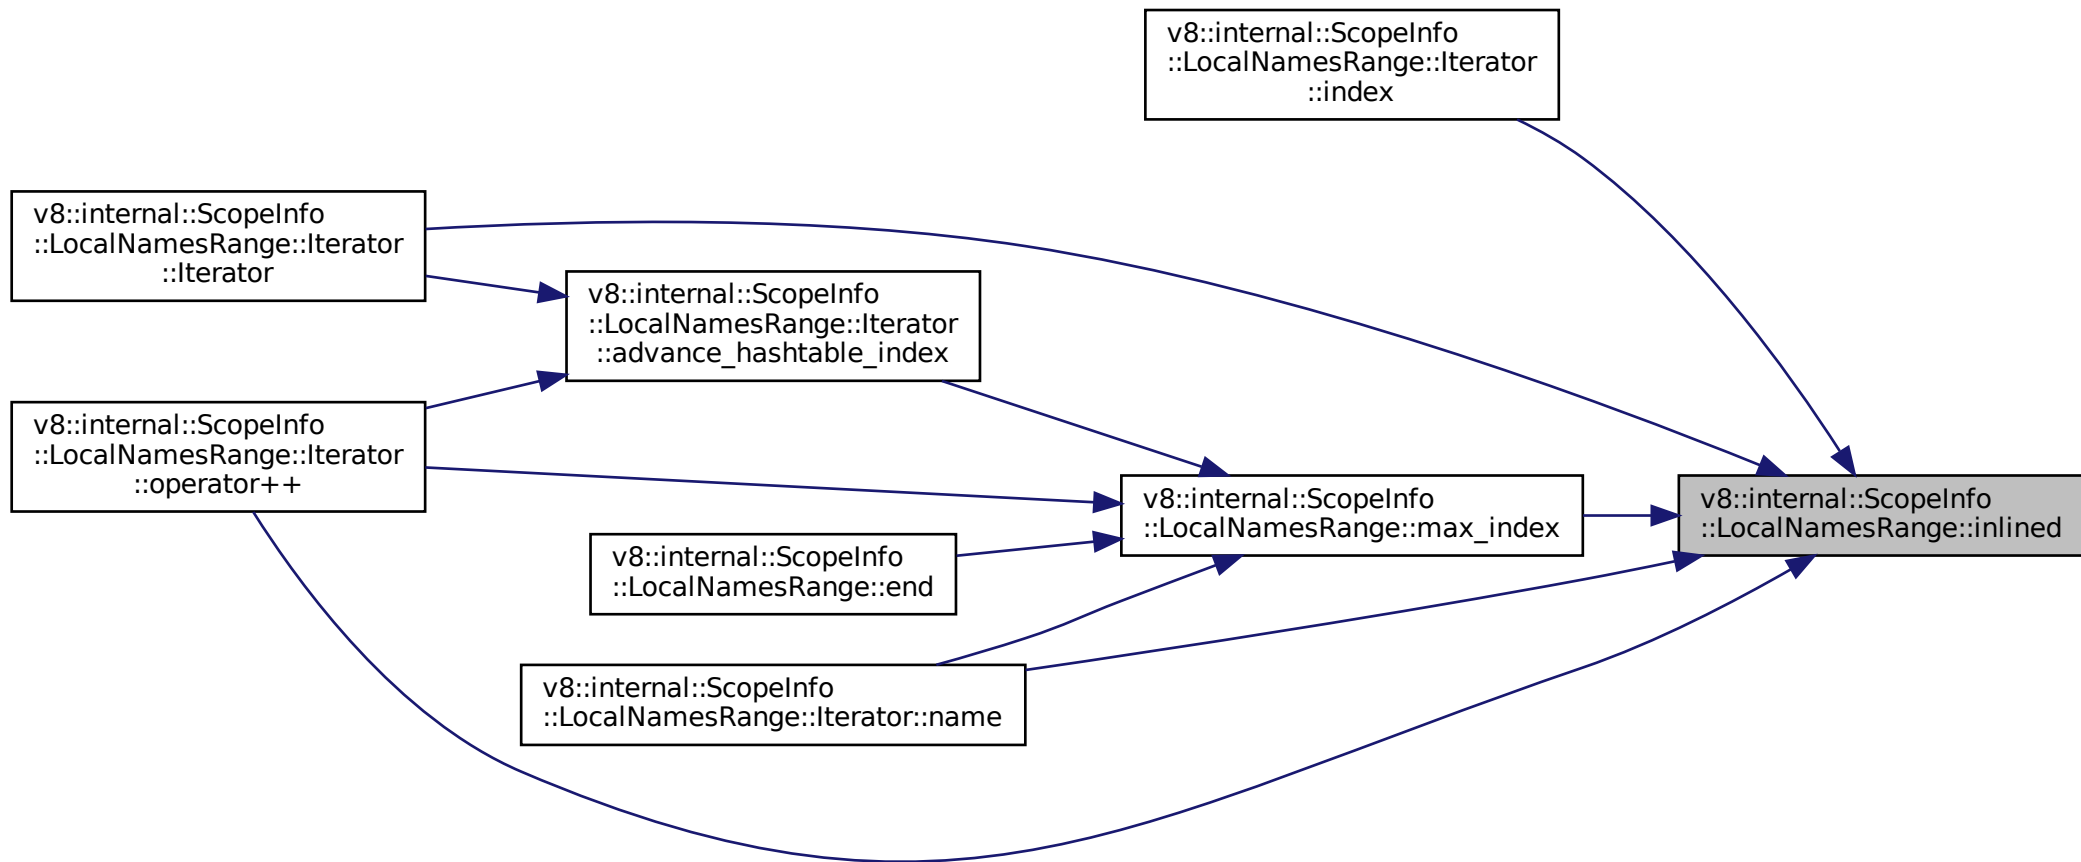 v8::internal::ScopeInfo
::LocalNamesRange::Iterator
::index
v8::internal::ScopeInfo
::LocalNamesRange::Iterator
::Iterator
v8::internal::ScopeInfo
::LocalNamesRange::Iterator
::advance_hashtable_index
v8::internal::ScopeInfo
::LocalNamesRange::Iterator
::operator++
v8::internal::ScopeInfo
::LocalNamesRange::max_index
v8::internal::ScopeInfo
::LocalNamesRange::inlined
v8::internal::ScopeInfo
::LocalNamesRange::end
v8::internal::ScopeInfo
::LocalNamesRange::Iterator::name